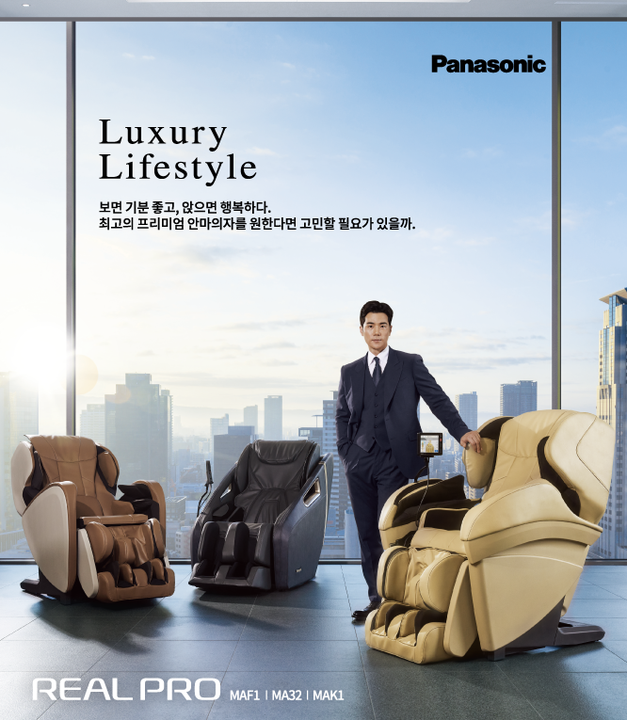 Panasonic
Luxury
Lifestyle
보면 기분 좋고, 앉으면 행복하다.
최고의 프리미엄 안마의자를 원한다면 고민할 필요가 있을까.
REAL PRO MAF1 | MA32 | MAK1